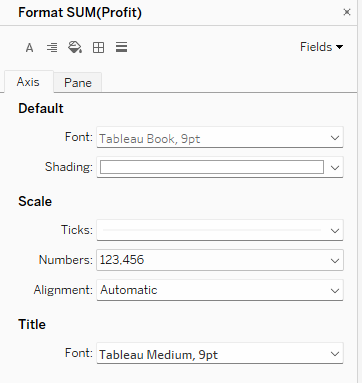 Format SUM(Profit)
A
Fields
Axis
Pane
Default
Font: Tableau Book, 9pt
Shading:
Scale
Ticks:
Numbers: 123,456
Alignment: Automatic
Title
Font: Tableau Medium, 9pt